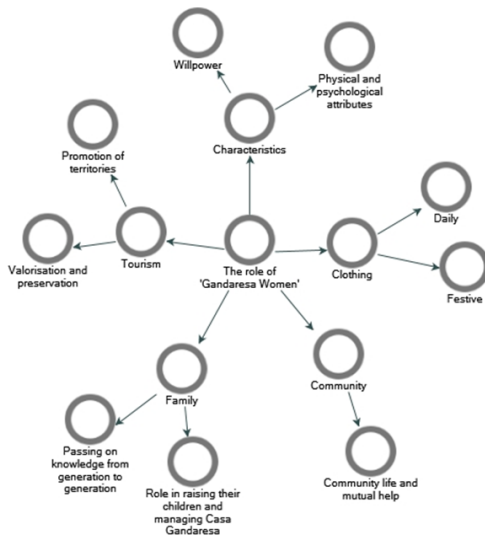 Willpower
Physical and
psychological
attributes
Characteristics
Promotion of
territories
Daily
Valorisation and
preservation
Tourism
The role of
'Gandaresa Women'
Clothing
Festive
Family
Community
Passing on
knowledge from
generation to
generation
Role in raising their
children and
managing Casa
Gandaresa
Community life and
mutual help